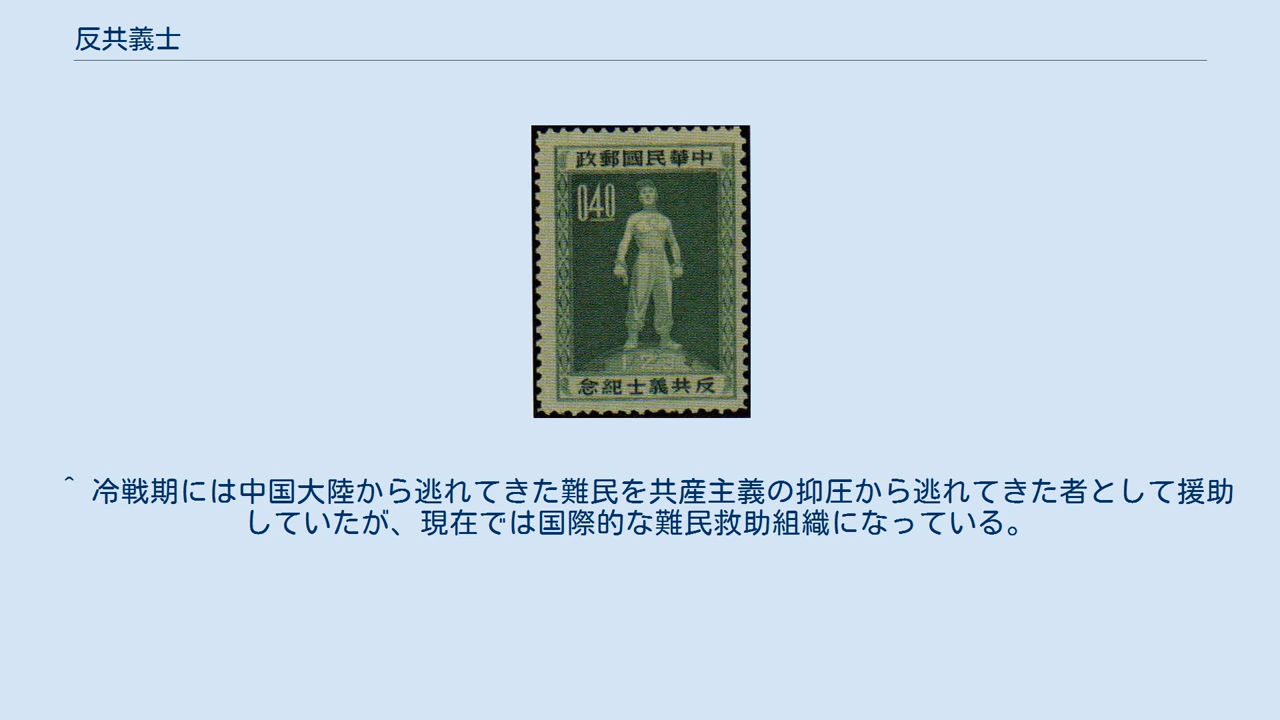 反共義士
中華民國郵政
040
反共義士紀念
^ 冷戦期には中国大陸から逃れてきた難民を共産主義の抑圧から逃れてきた者として援助
していたが、現在では国際的な難民救助組織になっている。